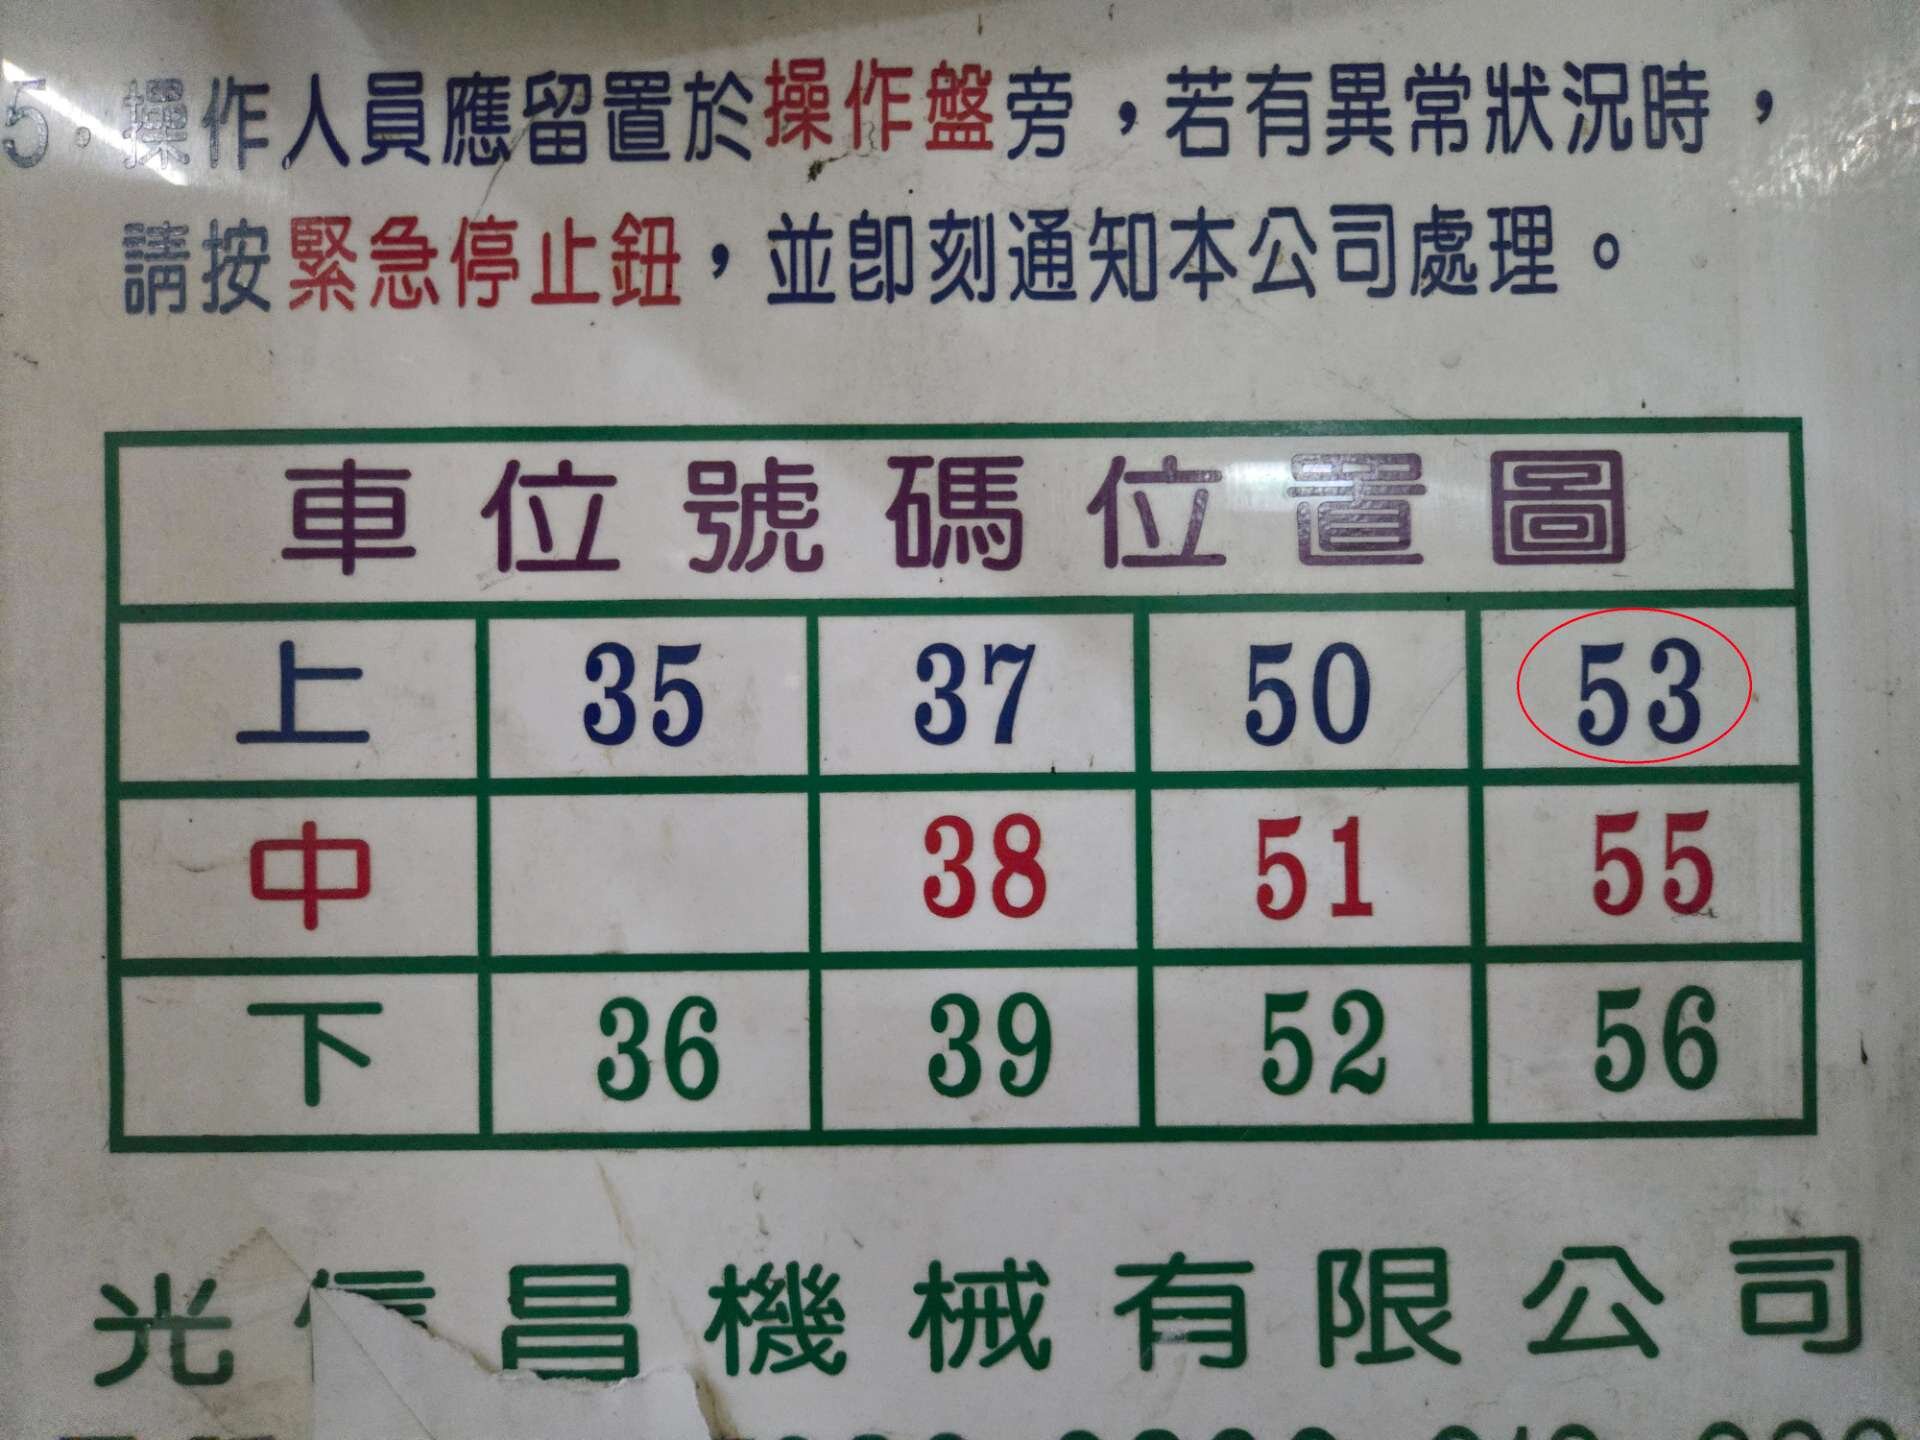 5.操作人員應留置於操作盤旁，若有異常狀況時，
請按緊急停止鈕，並即刻通知本公司處理。
車位號碼位置圖
上 35 37 50 53
中 38 51 55
下 36 39 52 56
光信昌機械有限公司